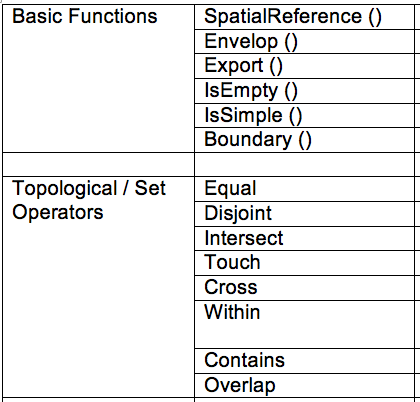 Basic Functions
SpatialReference ()
Envelop ()
Export ()
IsEmpty ()
IsSimple ()
Boundary ()
Topological / Set
Operators
Equal
Disjoint
Intersect
Touch
Cross
Within
Contains
Overlap